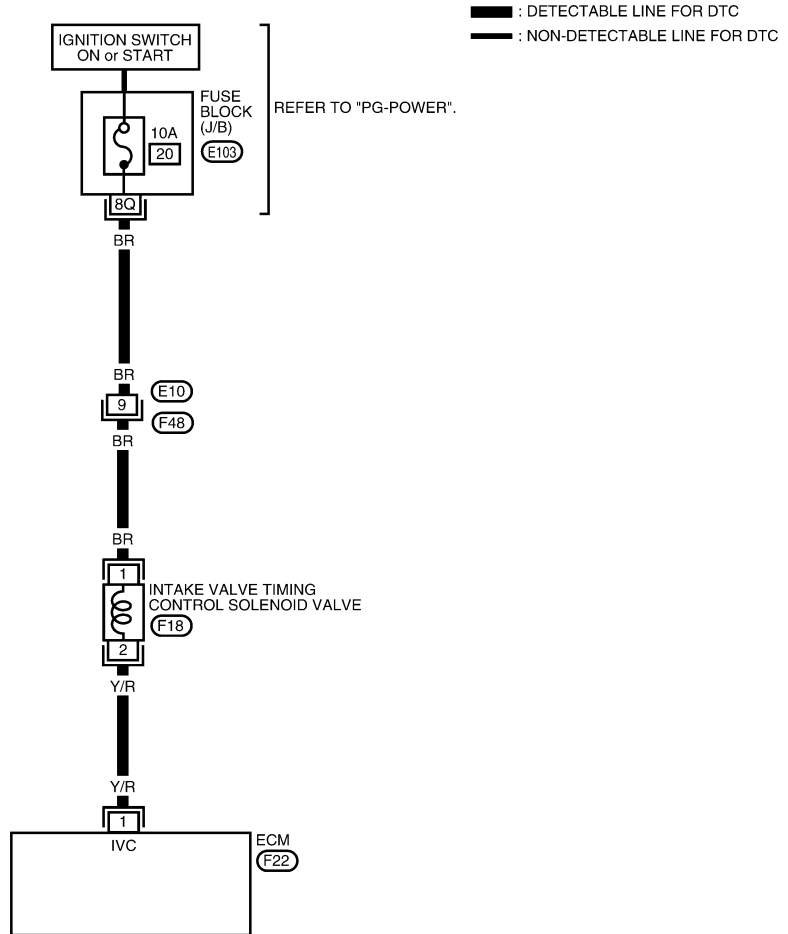 : DETECTABLE LINE FOR DTC
: NON-DETECTABLE LINE FOR DTC
IGNITION SWITCH
ON or START
FUSE
BLOCK
(J/B)
REFER TO "PG-POWER".
10A
20
E103
8Q
BR
BR
E10
9
F48
BR
BR
1
INTAKE VALVE TIMING
CONTROL SOLENOID VALVE
F18
2
Y/R
Y/R
1
IVC
ECM
F22